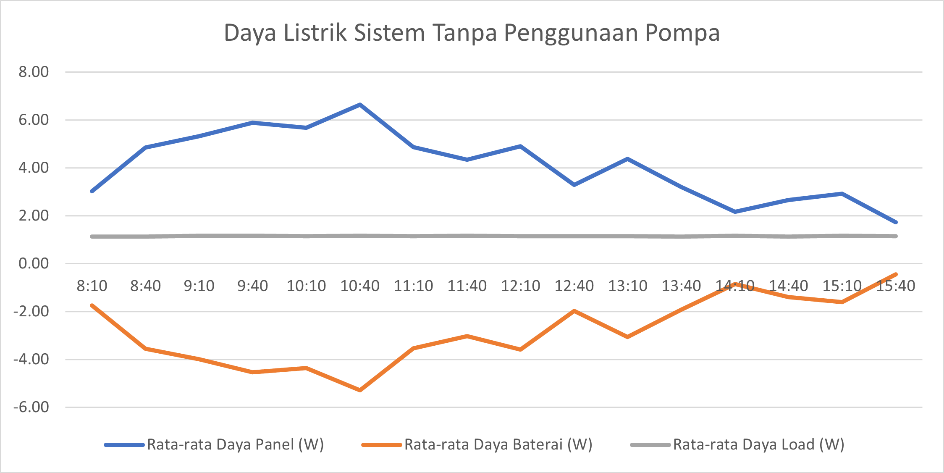 Daya Listrik Sistem Tanpa Penggunaan Pompa
8.00
6.00
4.00
2.00
0.00
8:10 8:40 9:10 9:40 10:10 10:40 11:10 11:40 12:10 12:40 13:10 13:40 14:10 14:40 15:10 15:40
-2.00
-4.00
-6.00
Rata-rata Daya Panel (W) Rata-rata Daya Baterai (W) Rata-rata Daya Load (W)